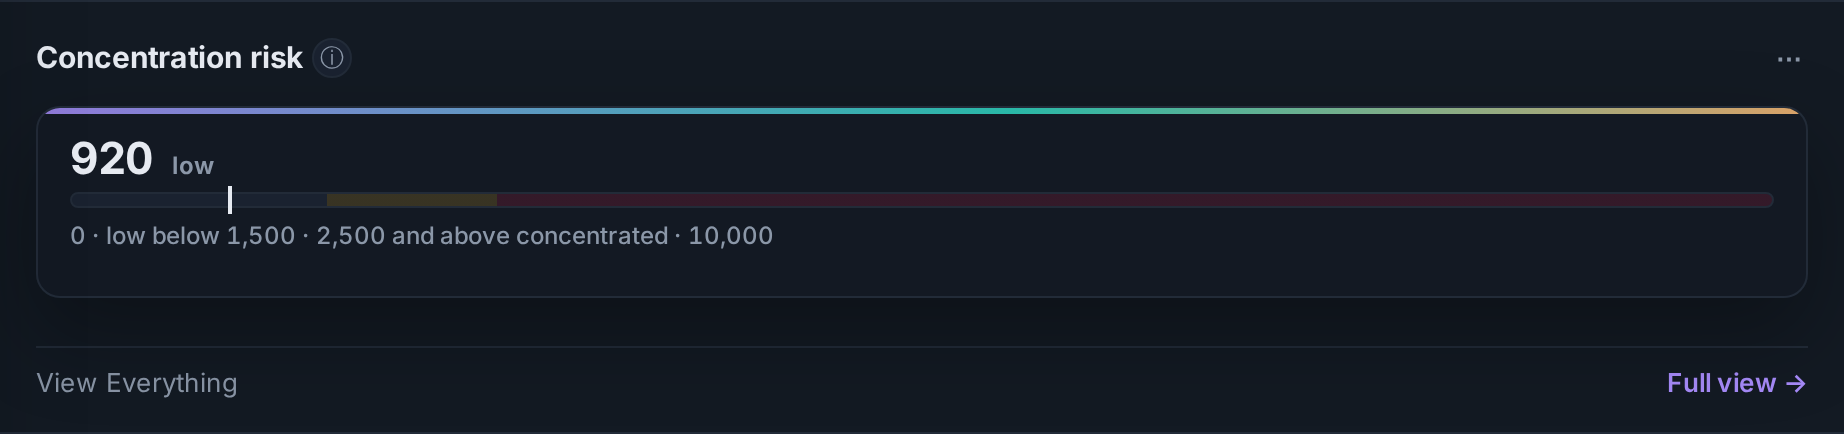 Concentration risk ⓘ
...
920 low
0 · low below 1,500 · 2,500 and above concentrated · 10,000
View Everything
Full view →